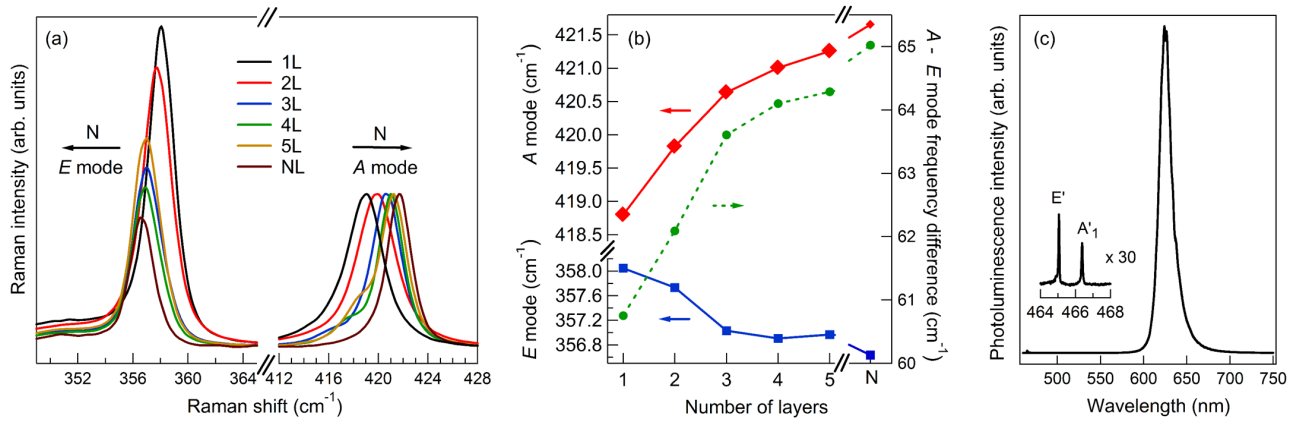 (a)
Raman intensity (arb. units)
N
E mode
1L
2L
3L
4L
5L
NL
N
A mode
352
356
360
364
412
416
420
424
428
Raman shift (cm-1)
(b)
A mode (cm-1)
421.5
421.0
420.5
420.0
419.5
419.0
418.5
E mode (cm-1)
358.0
357.6
357.2
356.8
65
64
63
62
61
60
A - E mode frequency
difference (cm-1)
1
2
3
4
5
N
Number of layers
(c)
Photoluminescence intensity (arb. units)
E'
A'1
x 30
464
466
468
500
550
600
650
700
750
Wavelength (nm)